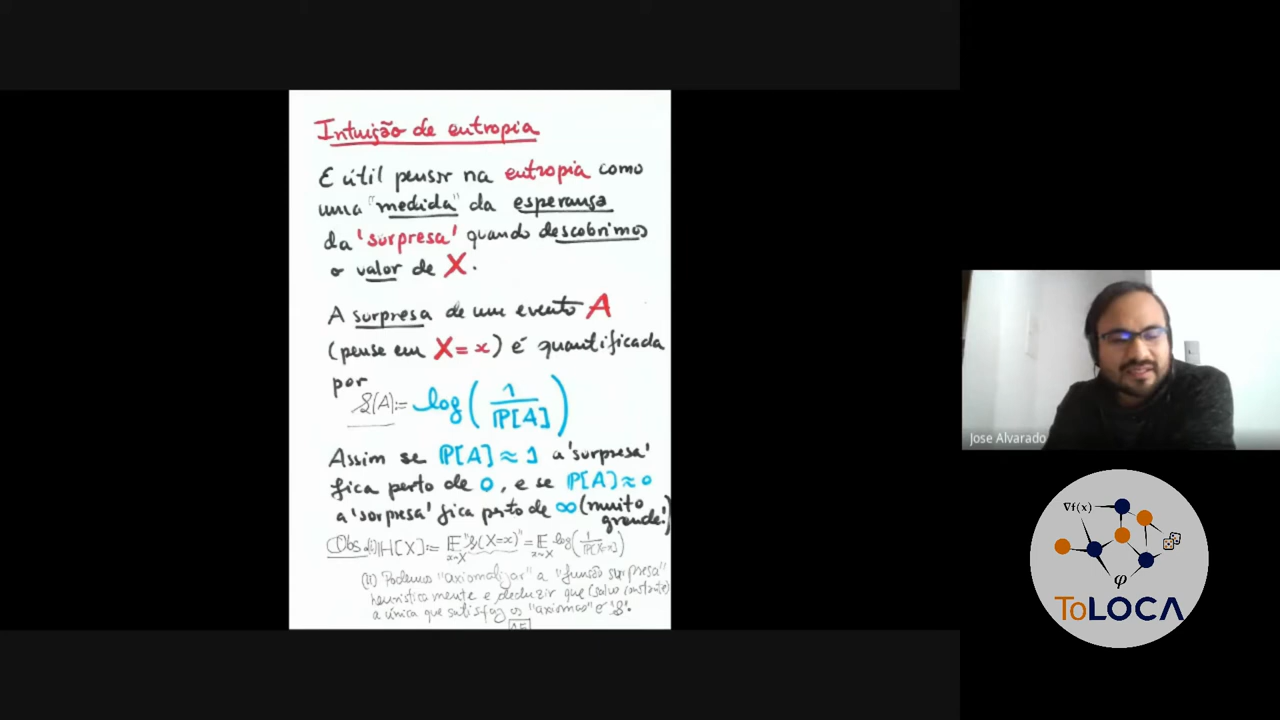 Intuição de entropia
E útil pensar na entropia como
uma "medida" da esperança
da 'surpresa' quando descobrimos
o valor de X.
A surpresa de um evento A
(pense em X = x) é quantificada
por
S(A) := log(1/ℙ[A])
Assim se ℙ[A] ≈ 1 a 'surpresa'
fica perto de 0, e se ℙ[A] ≈ 0
a 'sorpresa' fica perto de ∞ (muito
grande!)
Obs (i) ℍ[X] := 𝔼 x~X "S(X=x)" = 𝔼 x~X log(1/ℙ[X=x])
(ii) Podemos "axiomatizar" a "função surpresa"
heuristicamente e deduzir que (salvo constante)
a única que satisfaz os "axiomas" é 'S'.
15
Jose Alvarado
∇f(x)
φ
ToLOCA